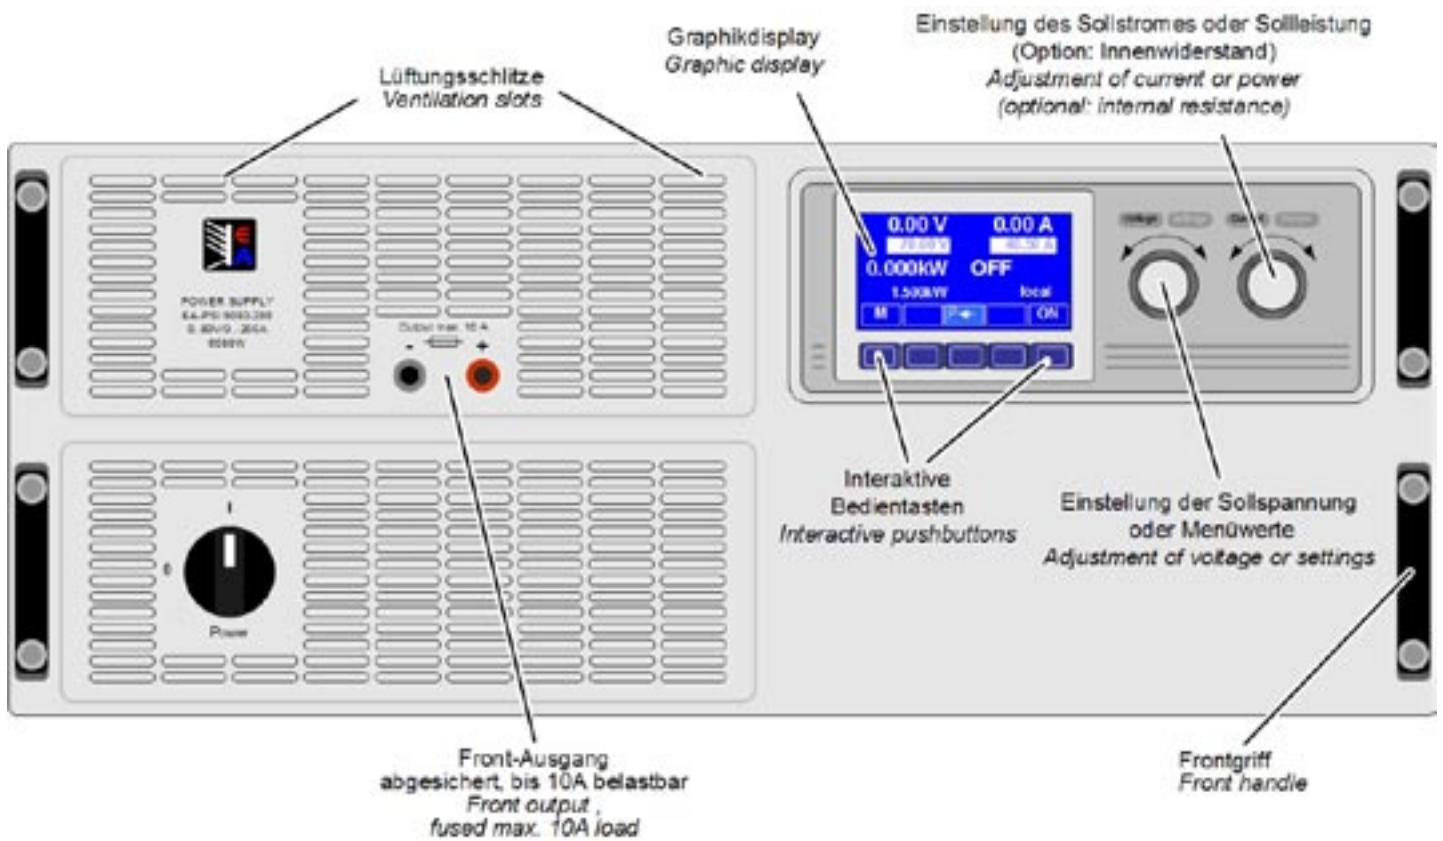 Einstellung des Sollstromes oder Sollleistung
(Option: Innenwiderstand)
Adjustment of current or power
(optional: internal resistance)
Graphikdisplay
Graphic display
Lüftungsschlitze
Ventilation slots
0.00 V 0.00 A
0.000kW OFF
1.500kW local
M ON
EA
POWER SUPPLY
Output max. 10 A
- +
Interaktive
Bedientasten
Interactive pushbuttons
Einstellung der Sollspannung
oder Menüwerte
Adjustment of voltage or settings
I
0
Power
Front-Ausgang
abgesichert, bis 10A belastbar
Front output ,
fused max. 10A load
Frontgriff
Front handle